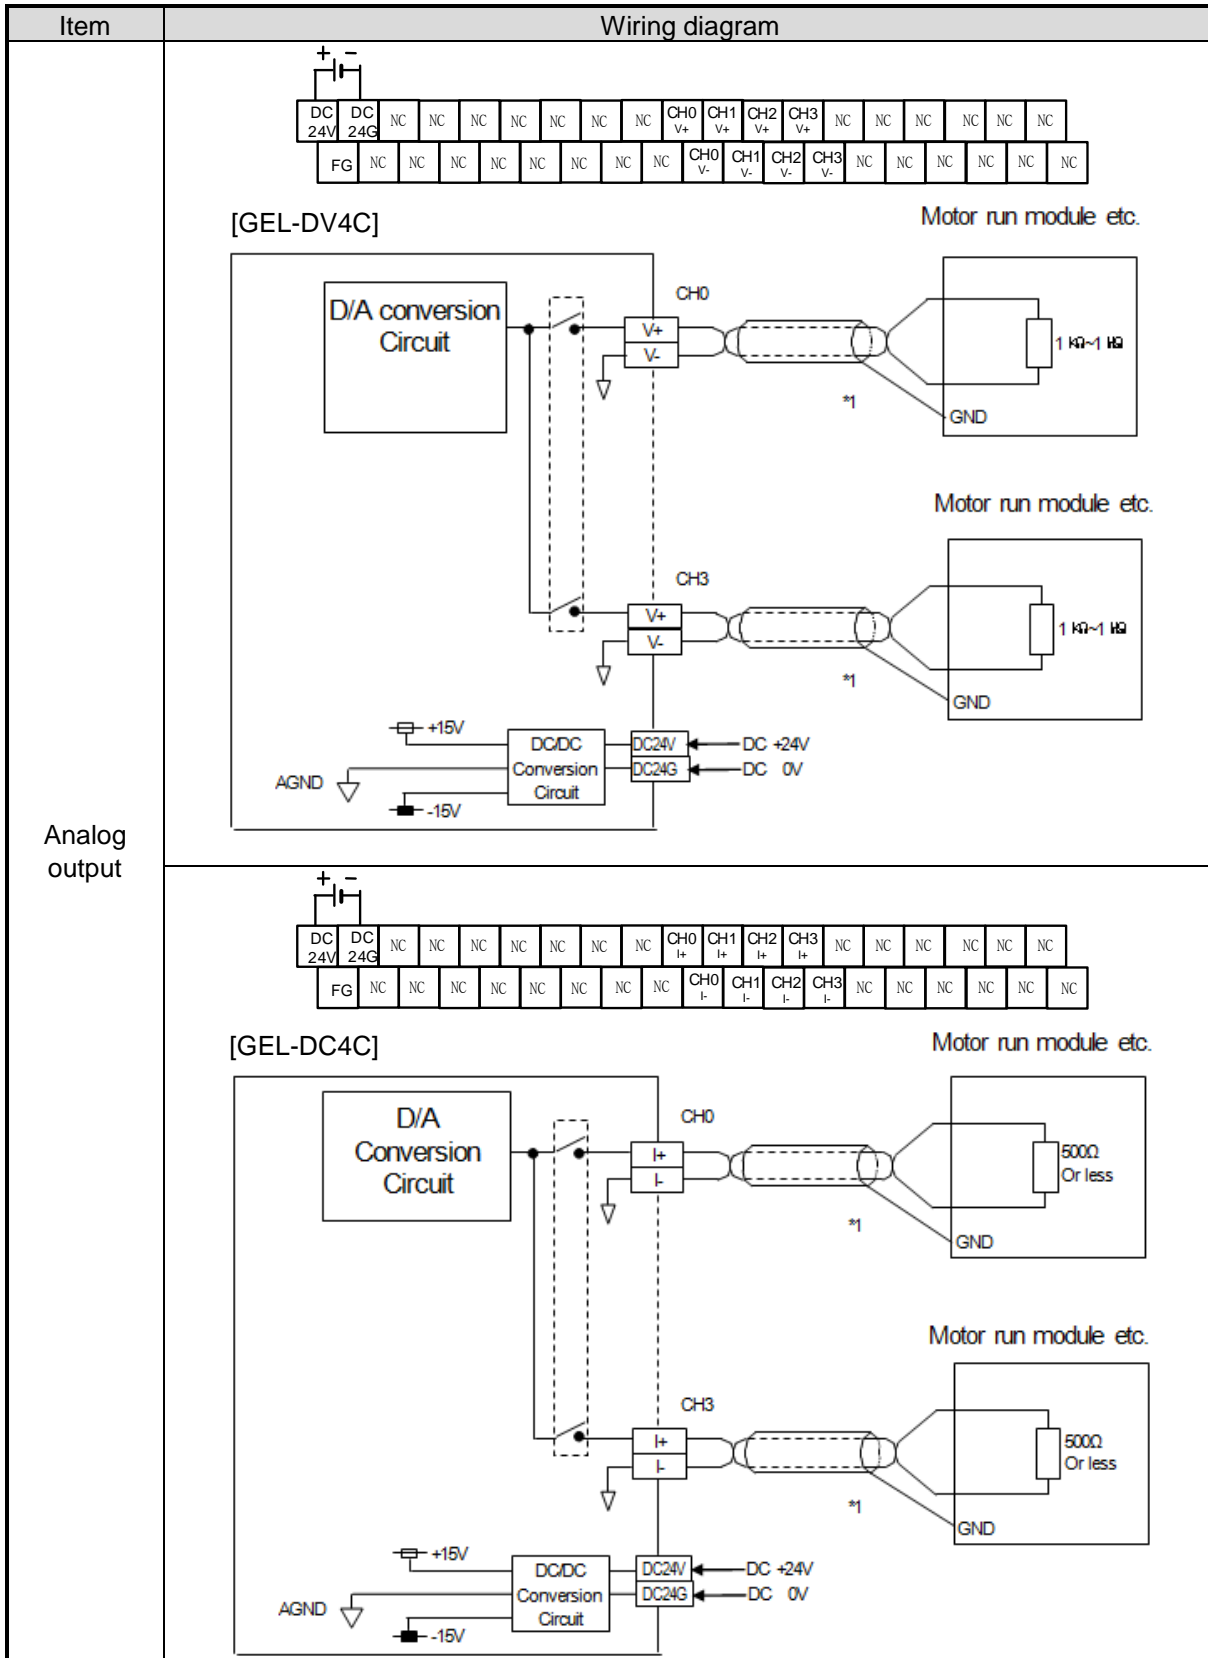 Item Wiring diagram
+ -
DC 24V DC 24G NC NC NC NC NC NC NC CH0 V+ CH1 V+ CH2 V+ CH3 V+ NC NC NC NC NC NC
FG NC NC NC NC NC NC NC NC CH0 V- CH1 V- CH2 V- CH3 V- NC NC NC NC NC NC
[GEL-DV4C]
Motor run module etc.
D/A conversion
Circuit
CH0
V+
V-
*1
1 kΩ~1
GND
Motor run module etc.
CH3
V+
V-
*1
1 kΩ~1
GND
+15V
AGND
-15V
DC/DC
Conversion
Circuit
DC24V DC +24V
DC24G DC 0V
Analog
output
+ -
DC 24V DC 24G NC NC NC NC NC NC NC CH0 I+ CH1 I+ CH2 I+ CH3 I+ NC NC NC NC NC NC
FG NC NC NC NC NC NC NC NC CH0 I- CH1 I- CH2 I- CH3 I- NC NC NC NC NC NC
[GEL-DC4C]
Motor run module etc.
D/A
Conversion
Circuit
CH0
I+
I-
*1
500Ω
Or less
GND
Motor run module etc.
CH3
I+
I-
*1
500Ω
Or less
GND
+15V
AGND
-15V
DC/DC
Conversion
Circuit
DC24V DC +24V
DC24G DC 0V